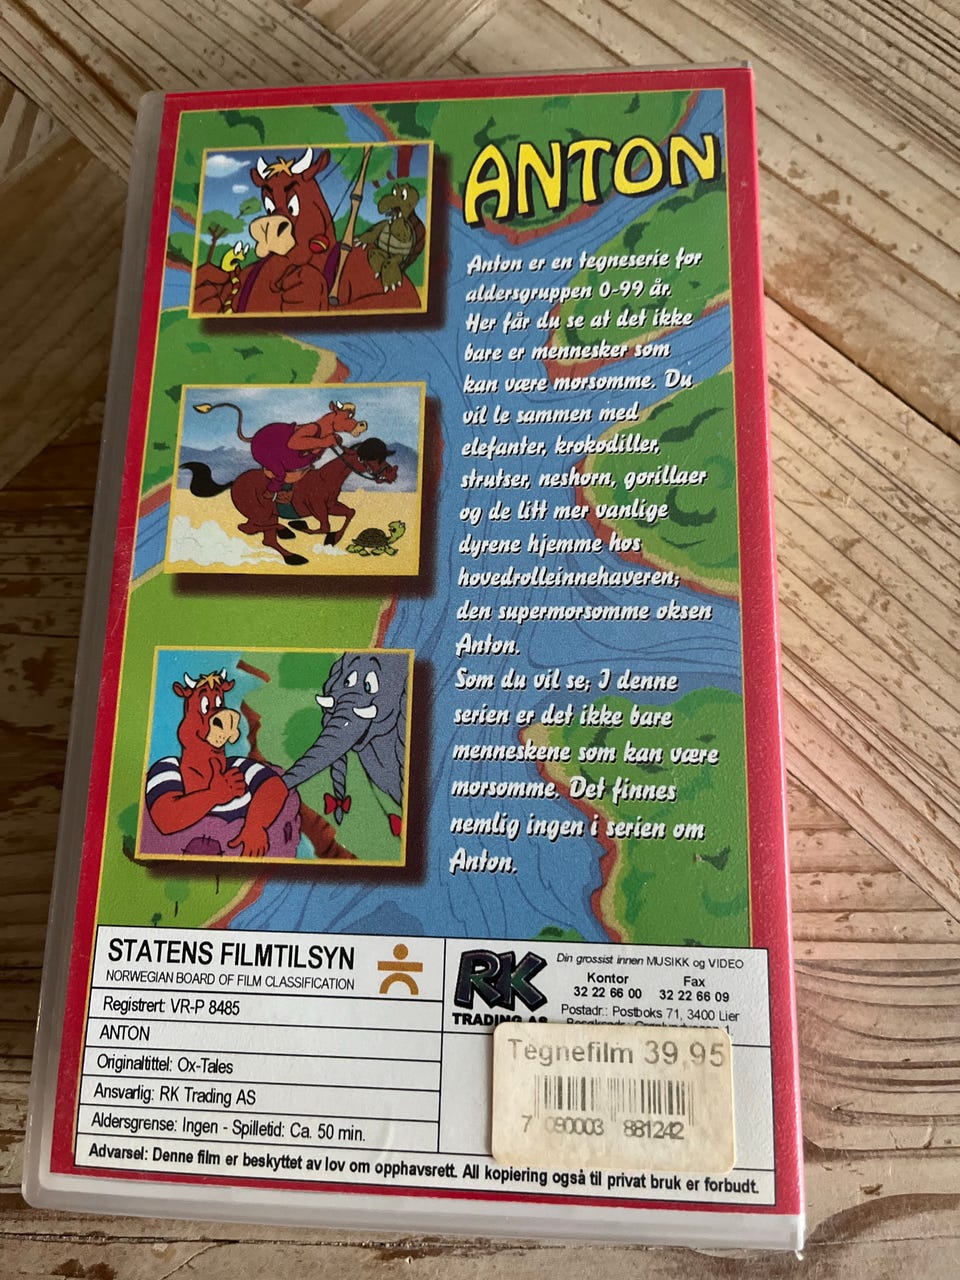 ANTON
Anton er en tegneserie for
aldersgruppen 0-99 år.
Her får du se at det ikke
bare er mennesker som
kan være morsomme. Du
vil le sammen med
elefanter, krokodiller,
strutser, neshorn, gorillaer
og de litt mer vanlige
dyrene hjemme hos
hovedrolleinnehaveren;
den supermorsomme oksen
Anton.
Som du vil se; I denne
serien er det ikke bare
menneskene som kan være
morsomme. Det finnes
nemlig ingen i serien om
Anton.
STATENS FILMTILSYN
NORWEGIAN BOARD OF FILM CLASSIFICATION
Registrert: VR-P 8485
ANTON
Originaltittel: Ox-Tales
Ansvarlig: RK Trading AS
Aldersgrense: Ingen - Spilletid: Ca. 50 min.
Advarsel: Denne film er beskyttet av lov om opphavsrett. All kopiering også til privat bruk er forbudt.
RK
TRADING AS
Din grossist innen MUSIKK og VIDEO
Kontor Fax
32 22 66 00 32 22 66 09
Postadr.: Postboks 71, 3400 Lier
Tegnefilm 39.95
7 090003 881242